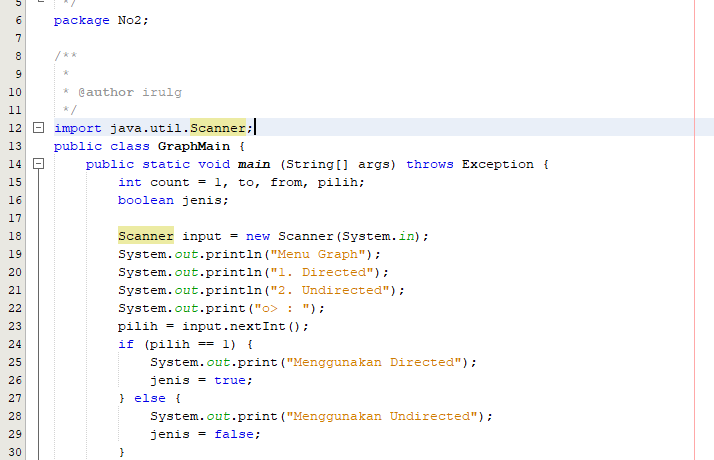 5 */
6 package No2;
7
8 /**
9 *
10 * @author irulg
11 */
12 import java.util.Scanner;
13 public class GraphMain {
14 public static void main (String[] args) throws Exception {
15 int count = 1, to, from, pilih;
16 boolean jenis;
17
18 Scanner input = new Scanner(System.in);
19 System.out.println("Menu Graph");
20 System.out.println("1. Directed");
21 System.out.println("2. Undirected");
22 System.out.print("o> : ");
23 pilih = input.nextInt();
24 if (pilih == 1) {
25 System.out.print("Menggunakan Directed");
26 jenis = true;
27 } else {
28 System.out.print("Menggunakan Undirected");
29 jenis = false;
30 }